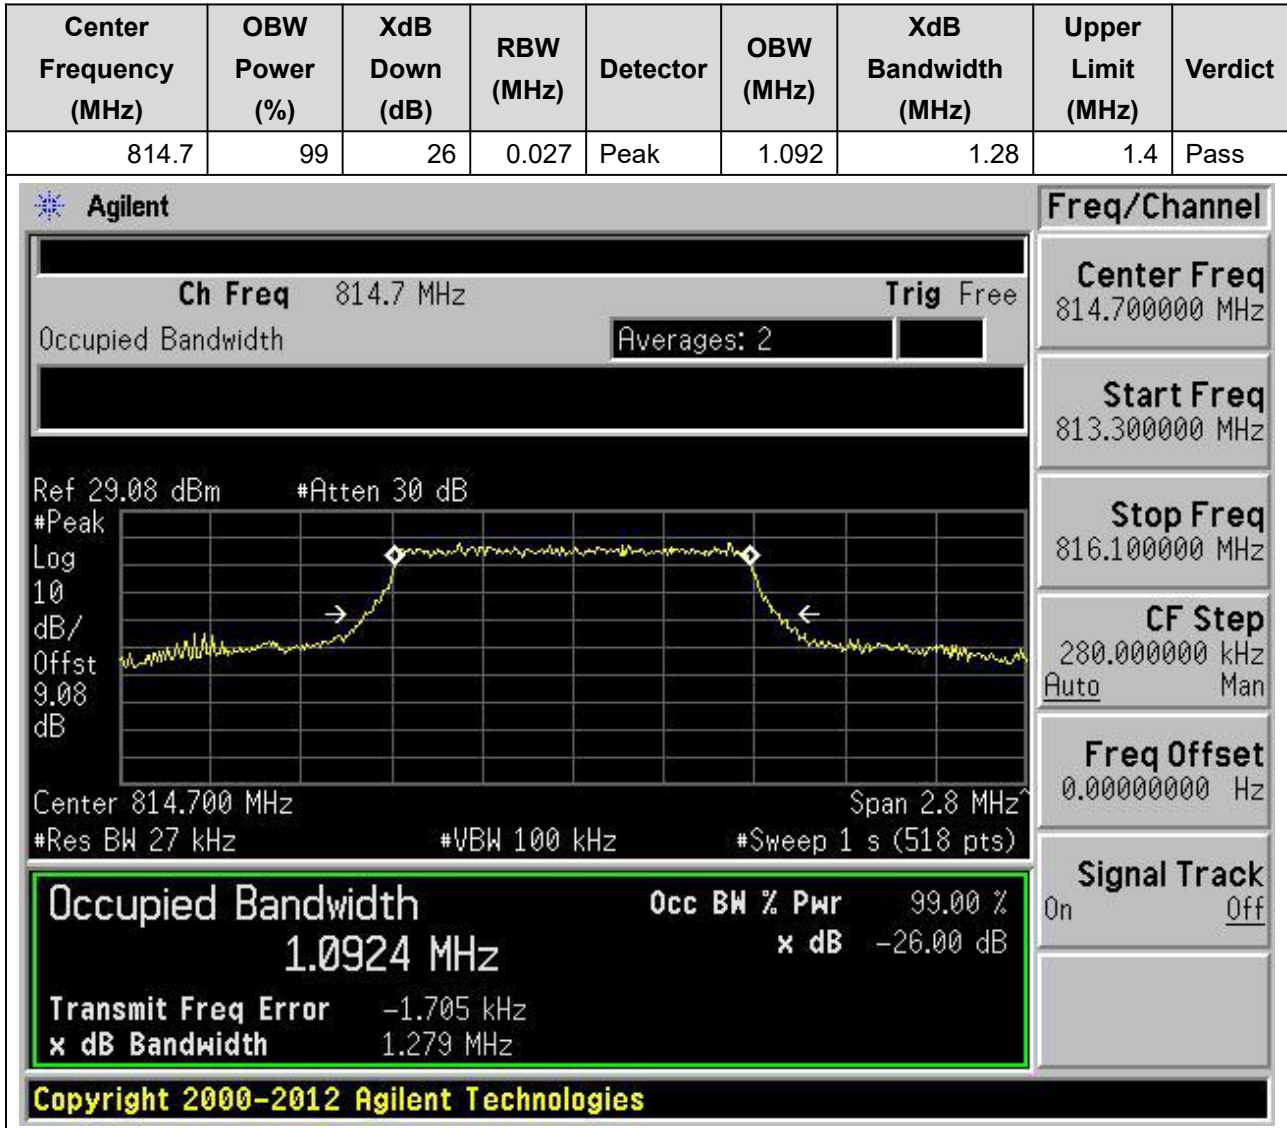 Center Frequency (MHz) OBW Power (%) XdB Down (dB) RBW (MHz) Detector OBW (MHz) XdB Bandwidth (MHz) Upper Limit (MHz) Verdict
814.7 99 26 0.027 Peak 1.092 1.28 1.4 Pass
Agilent
Freq/Channel
Ch Freq 814.7 MHz Trig Free
Occupied Bandwidth Averages: 2
Center Freq
814.700000 MHz
Start Freq
813.300000 MHz
Stop Freq
816.100000 MHz
CF Step
280.000000 kHz
Auto Man
Freq Offset
0.00000000 Hz
Signal Track
On Off
Ref 29.08 dBm #Atten 30 dB
#Peak
Log
10
dB/
Offst
9.08
dB
Center 814.700 MHz Span 2.8 MHz^
#Res BW 27 kHz #VBW 100 kHz #Sweep 1 s (518 pts)
Occupied Bandwidth Occ BW % Pwr 99.00 %
1.0924 MHz x dB -26.00 dB
Transmit Freq Error -1.705 kHz
x dB Bandwidth 1.279 MHz
Copyright 2000-2012 Agilent Technologies